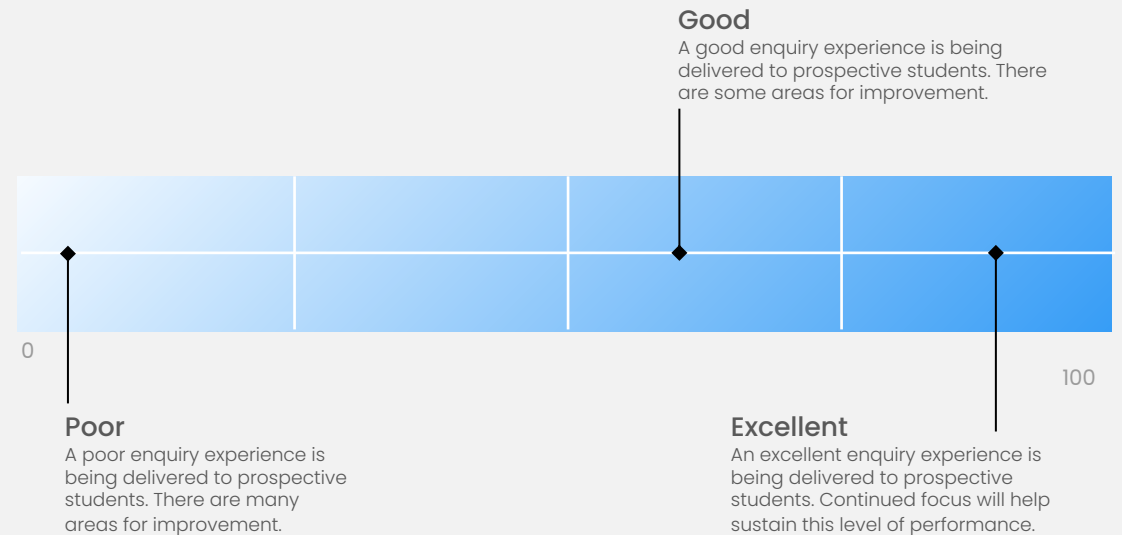 Good
A good enquiry experience is being
delivered to prospective students. There
are some areas for improvement.
0
100
Poor
A poor enquiry experience is
being delivered to prospective
students. There are many
areas for improvement.
Excellent
An excellent enquiry experience is
being delivered to prospective
students. Continued focus will help
sustain this level of performance.